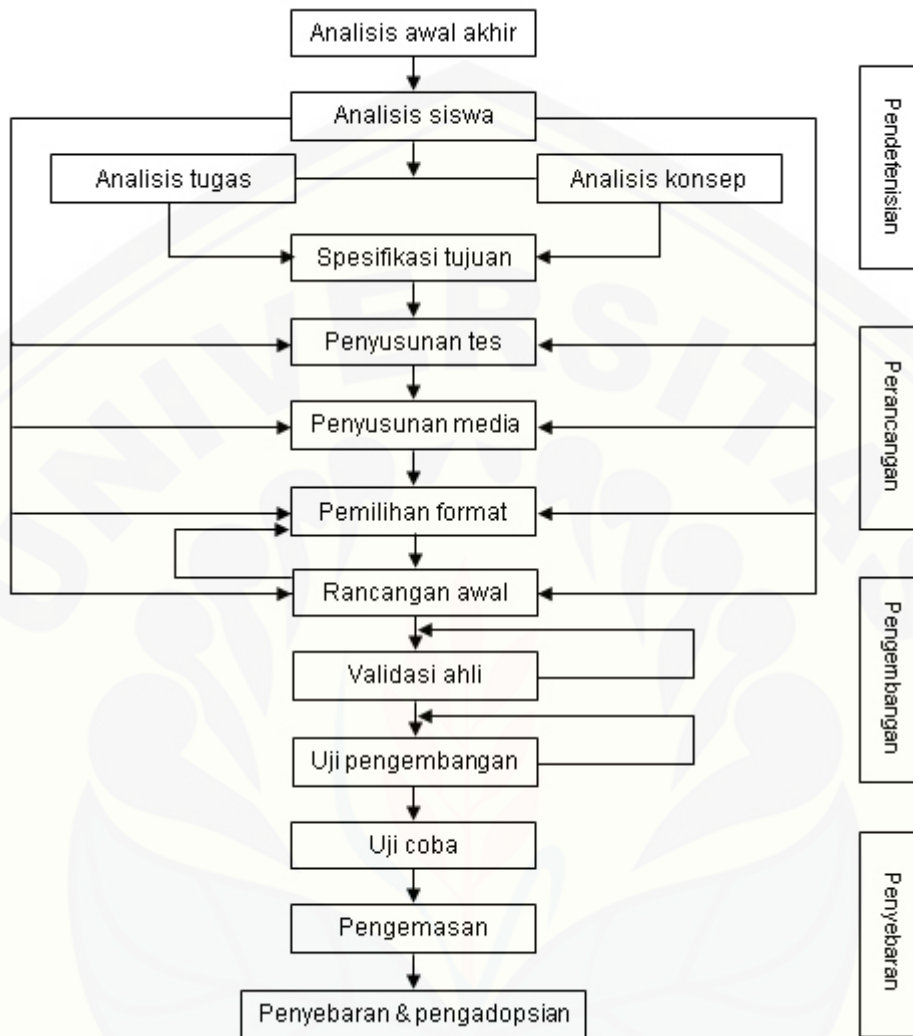 Analisis awal akhir
Analisis siswa
Analisis tugas
Analisis konsep
Spesifikasi tujuan
Penyusunan tes
Penyusunan media
Pemilihan format
Rancangan awal
Validasi ahli
Uji pengembangan
Uji coba
Pengemasan
Penyebaran & pengadopsian
Pendefenisian
Perancangan
Pengembangan
Penyebaran
UNIVERSITAS